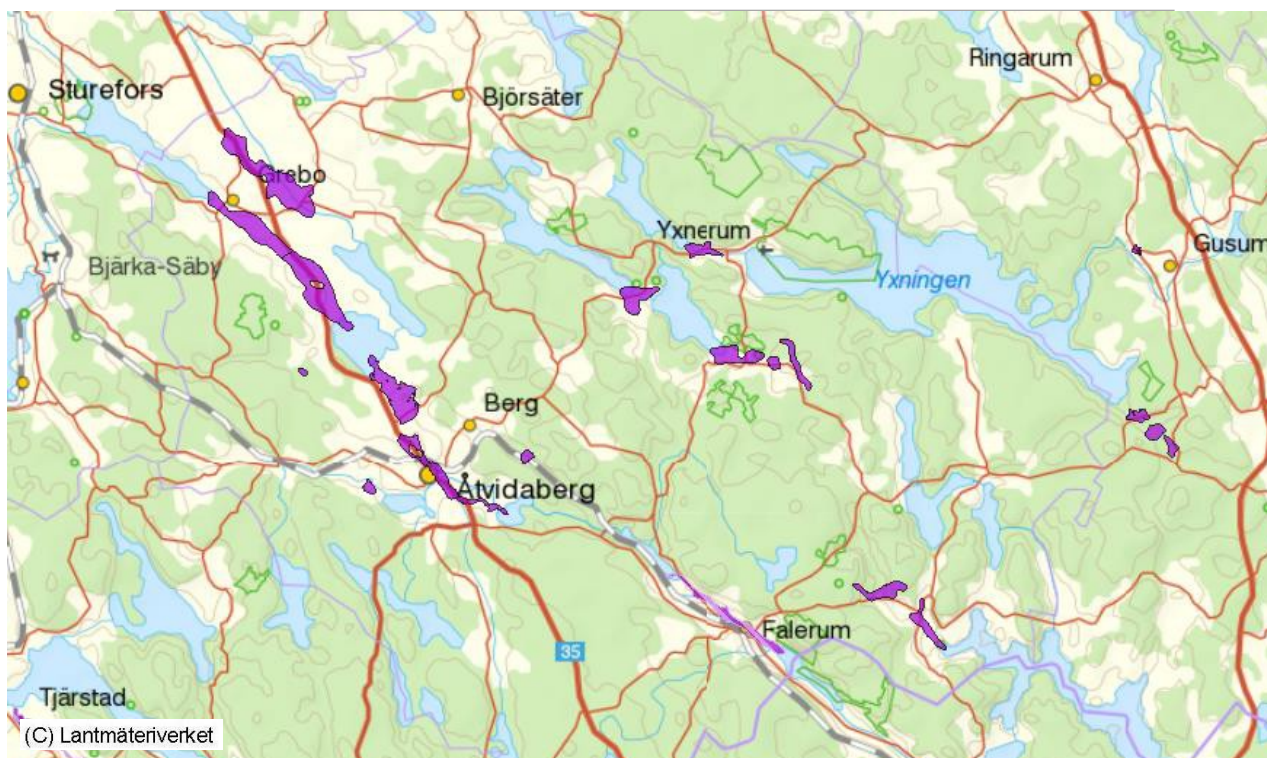 Ringarum
Sturefors
Björsäter
Grebo
Yxnerum
Gusum
Bjärka-Säby
Yxningen
Berg
Åtvidaberg
Falerum
35
Tjärstad
(C) Lantmäteriverket